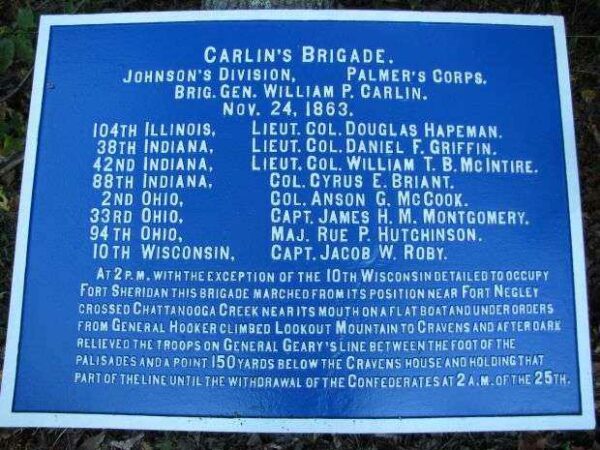 CARLIN'S BRIGADE.
JOHNSON'S DIVISION, PALMER'S CORPS.
BRIG. GEN. WILLIAM P. CARLIN.
NOV. 24, 1863.
104TH ILLINOIS, LIEUT. COL. DOUGLAS HAPEMAN.
38TH INDIANA, LIEUT. COL. DANIEL F. GRIFFIN.
42ND INDIANA, LIEUT. COL. WILLIAM T. B. MCINTIRE.
88TH INDIANA, COL. CYRUS E. BRIANT.
2ND OHIO, COL. ANSON G. MCCOOK.
33RD OHIO, CAPT. JAMES H. M. MONTGOMERY.
94TH OHIO, MAJ. RUE P. HUTCHINSON.
10TH WISCONSIN, CAPT. JACOB W. ROBY.
AT 2 P.M. WITH THE EXCEPTION OF THE 10TH WISCONSIN DETAILED TO OCCUPY
FORT SHERIDAN THIS BRIGADE MARCHED FROM ITS POSITION NEAR FORT NEGLEY
CROSSED CHATTANOOGA CREEK NEAR ITS MOUTH ON A FLAT BOAT AND UNDER ORDERS
FROM GENERAL HOOKER CLIMBED LOOKOUT MOUNTAIN TO CRAVENS AND AFTER DARK
RELIEVED THE TROOPS ON GENERAL GEARY'S LINE BETWEEN THE FOOT OF THE
PALISADES AND A POINT 150 YARDS BELOW THE CRAVENS HOUSE AND HOLDING THAT
PART OF THE LINE UNTIL THE WITHDRAWAL OF THE CONFEDERATES AT 2 A.M. OF THE 25TH.